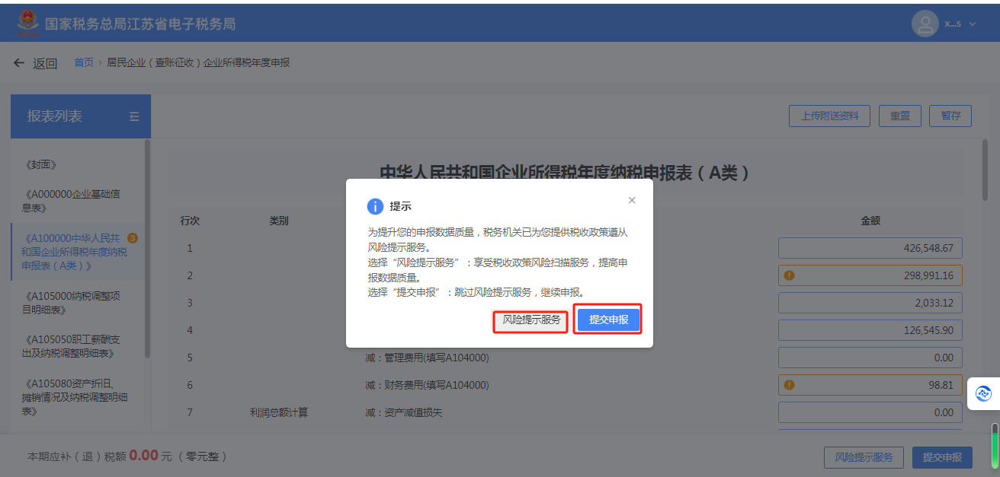 国家税务总局江苏省电子税务局
x...s
返回
首页 > 居民企业（查账征收）企业所得税年度申报
报表列表
上传附送资料
重置
暂存
《封面》
《A000000企业基础信
息表》
《A100000中华人民共
和国企业所得税年度纳税
申报表（A类）》
3
《A105000纳税调整项
目明细表》
《A105050职工薪酬支
出及纳税调整明细表》
《A105080资产折旧、
摊销情况及纳税调整明细
表》
中华人民共和国企业所得税年度纳税申报表（A类）
行次
类别
金额
1
426,548.67
2
298,991.16
3
2,033.12
4
126,545.90
5
减：管理费用(填写A104000)
0.00
6
减：财务费用(填写A104000)
98.81
7
利润总额计算
减：资产减值损失
0.00
提示
为提升您的申报数据质量，税务机关已为您提供税收政策遵从
风险提示服务。
选择“风险提示服务”：享受税收政策风险扫描服务，提高申
报数据质量。
选择“提交申报”：跳过风险提示服务，继续申报。
风险提示服务
提交申报
本期应补（退）税额 0.00 元（零元整）
风险提示服务
提交申报